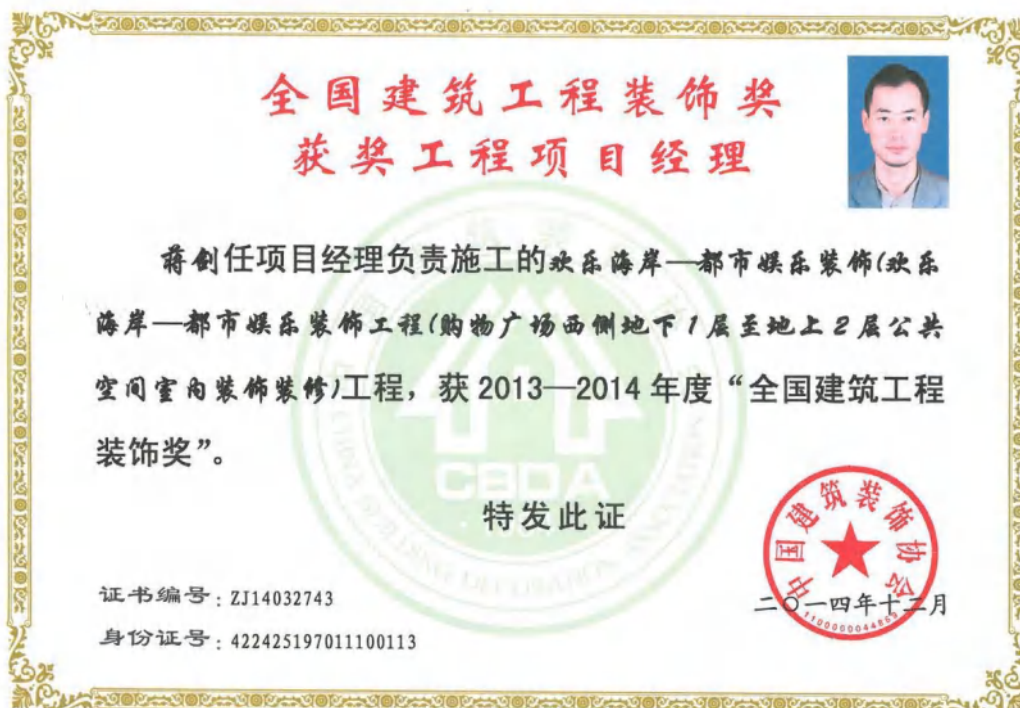 全国建筑工程装饰奖
获奖工程项目经理
蒋剑任项目经理负责施工的欢乐海岸—都市娱乐装饰(欢乐
海岸—都市娱乐装饰工程(购物广场西侧地下1层至地上2层公共
空间室内装饰装修)工程，获2013—2014年度“全国建筑工程
装饰奖”。
CBDA
特发此证
中国建筑装饰协会
证书编号：ZJ14032743
二〇一四年十二月
身份证号：422425197011100113